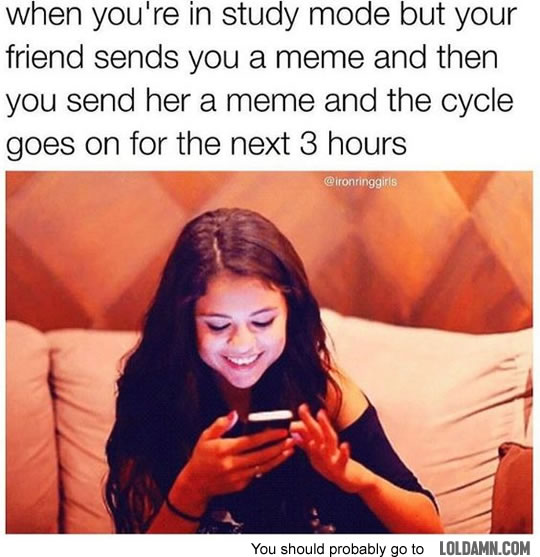 when you're in study mode but your
friend sends you a meme and then
you send her a meme and the cycle
goes on for the next 3 hours
@ironringgirls
You should probably go to LOLDAMN.COM